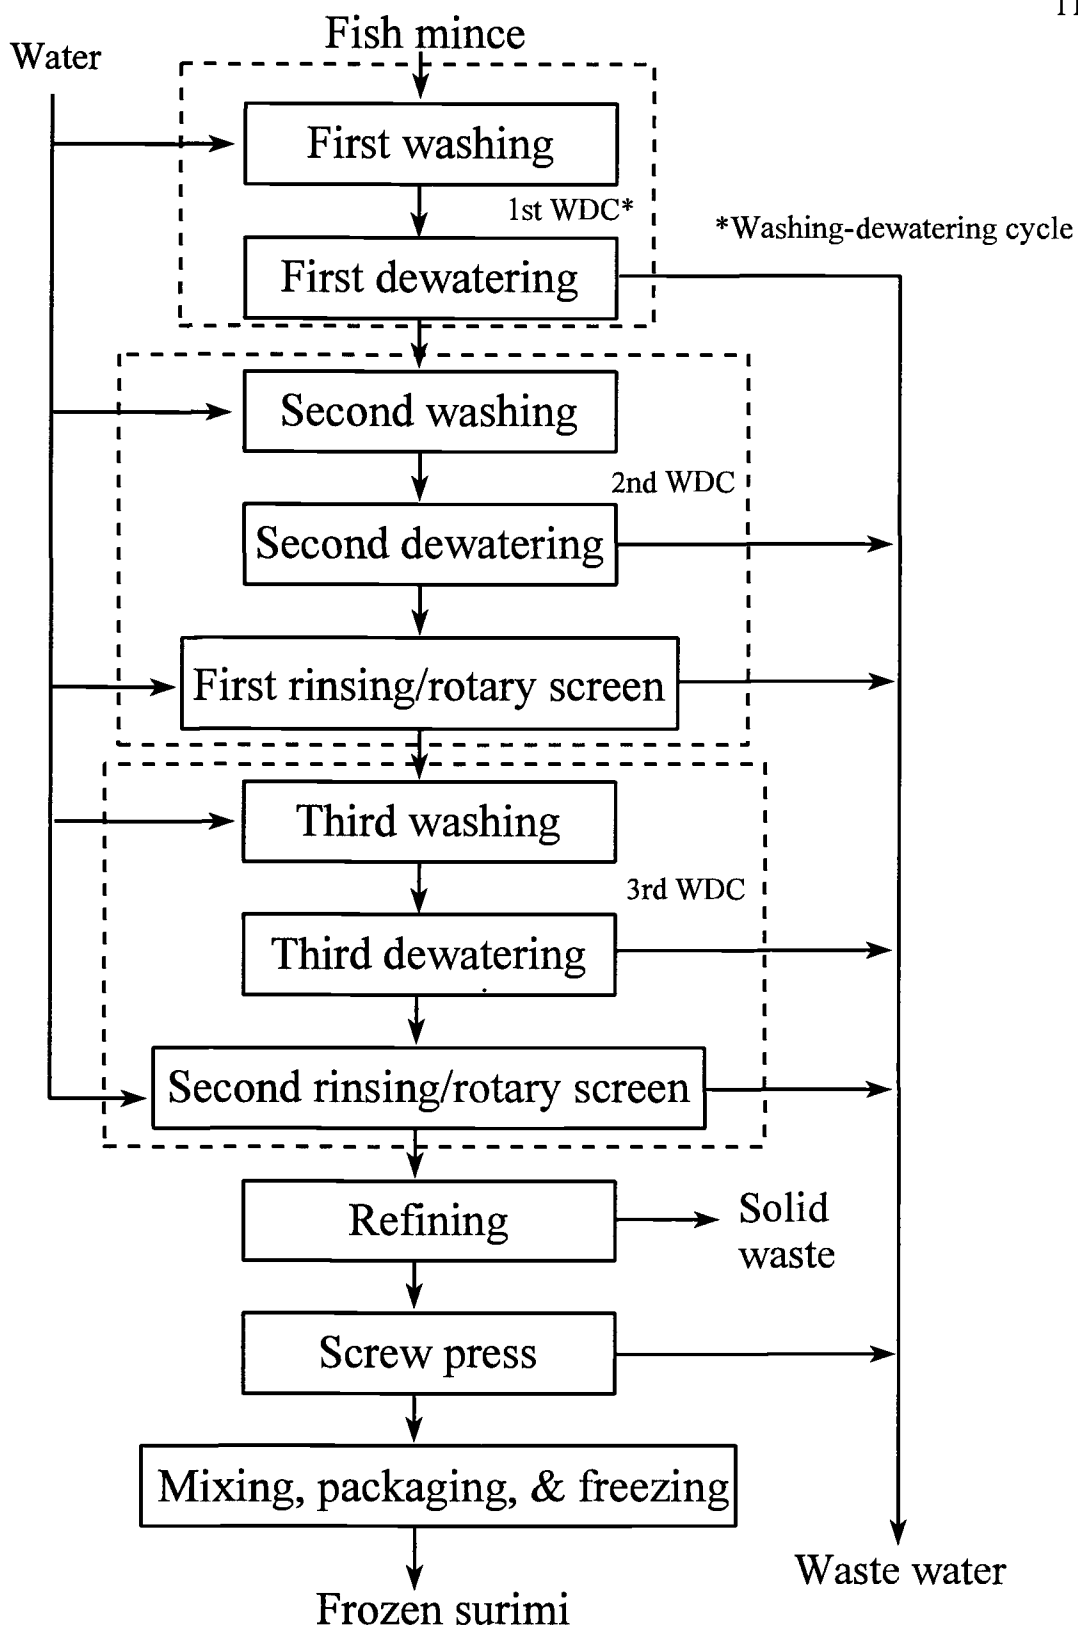 Fish mince
Water
First washing
1st WDC*
*Washing-dewatering cycle
First dewatering
Second washing
2nd WDC
Second dewatering
First rinsing/rotary screen
Third washing
3rd WDC
Third dewatering
Second rinsing/rotary screen
Refining
Solid
waste
Screw press
Mixing, packaging, & freezing
Waste water
Frozen surimi